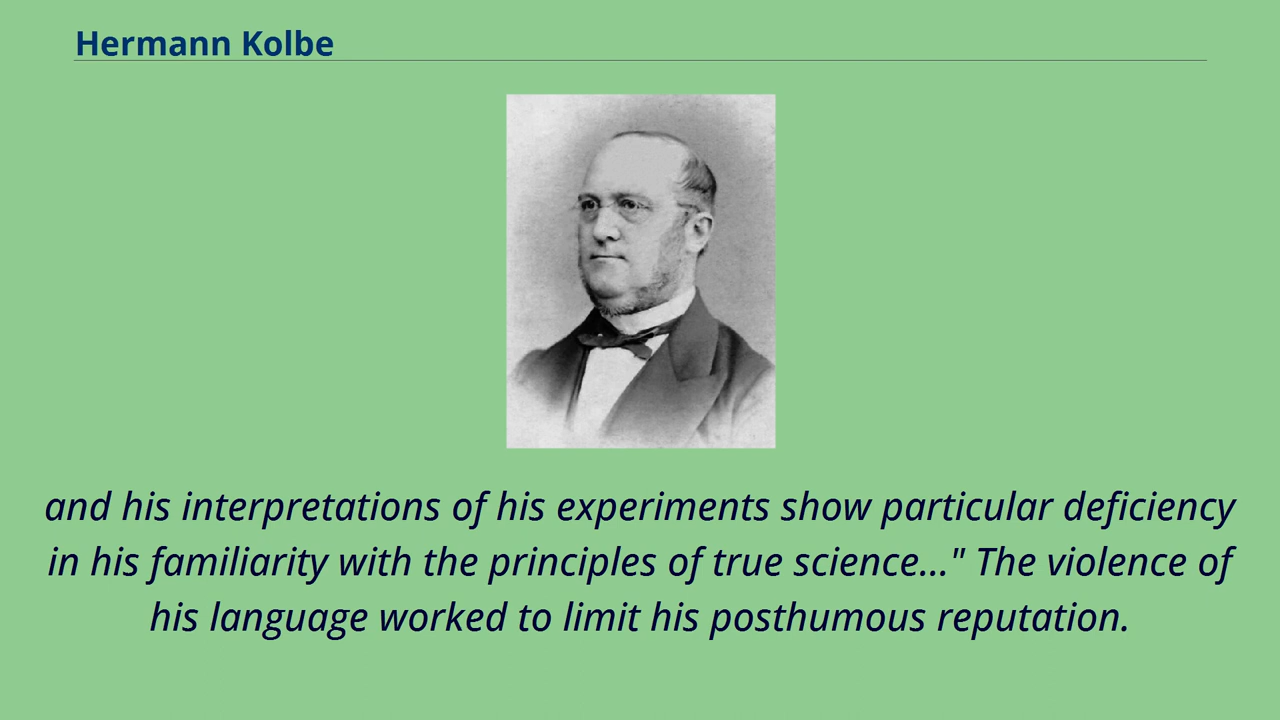 Hermann Kolbe
and his interpretations of his experiments show particular deficiency
in his familiarity with the principles of true science..." The violence of
his language worked to limit his posthumous reputation.